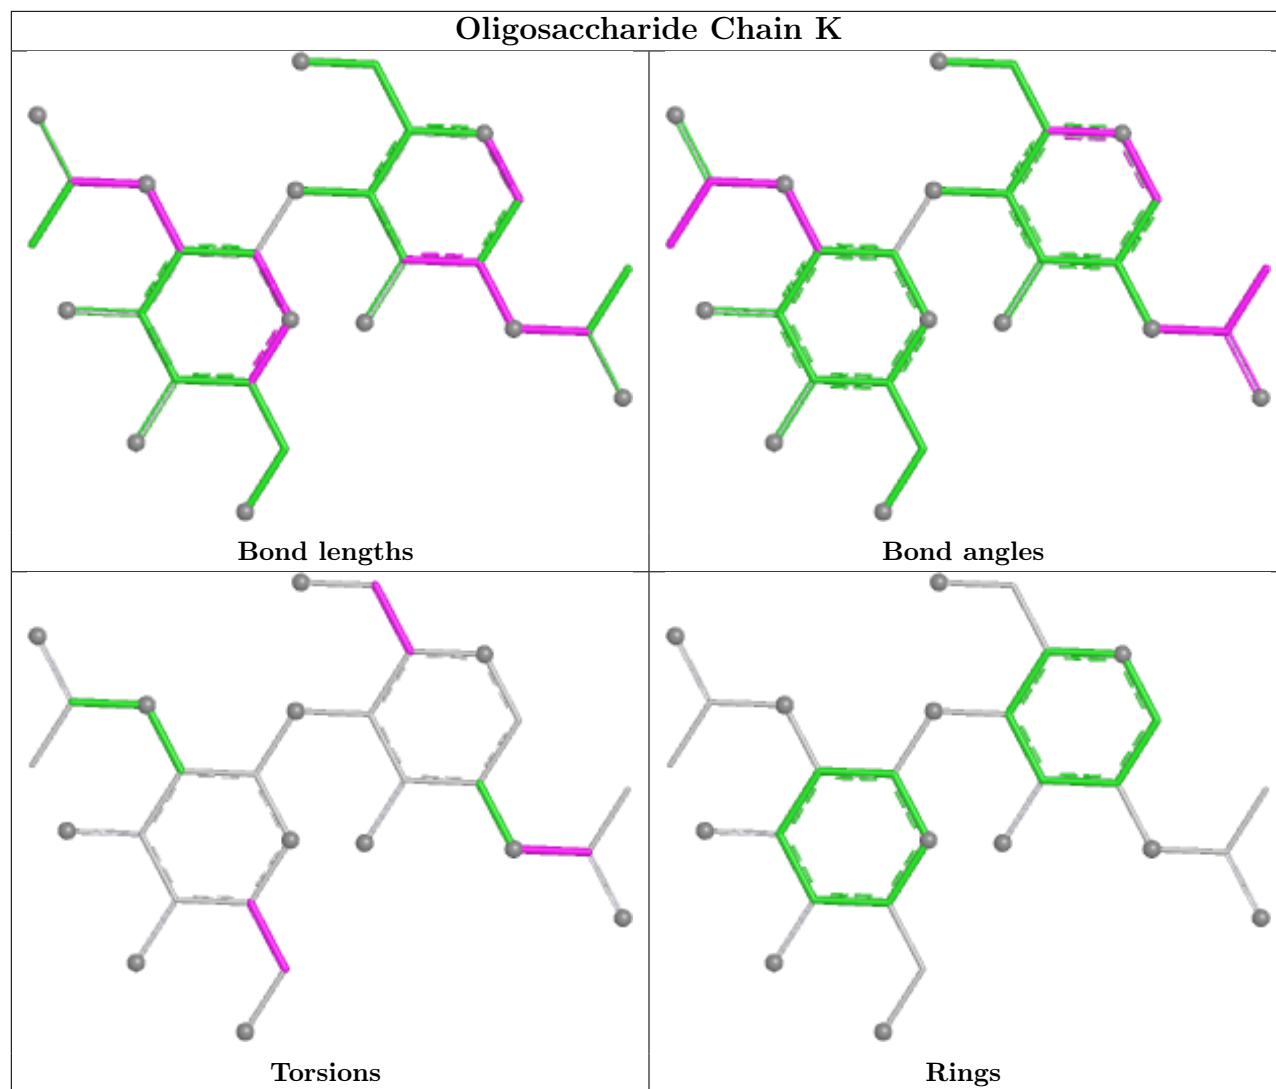 Oligosaccharide Chain K
Bond lengths
Bond angles
Torsions
Rings